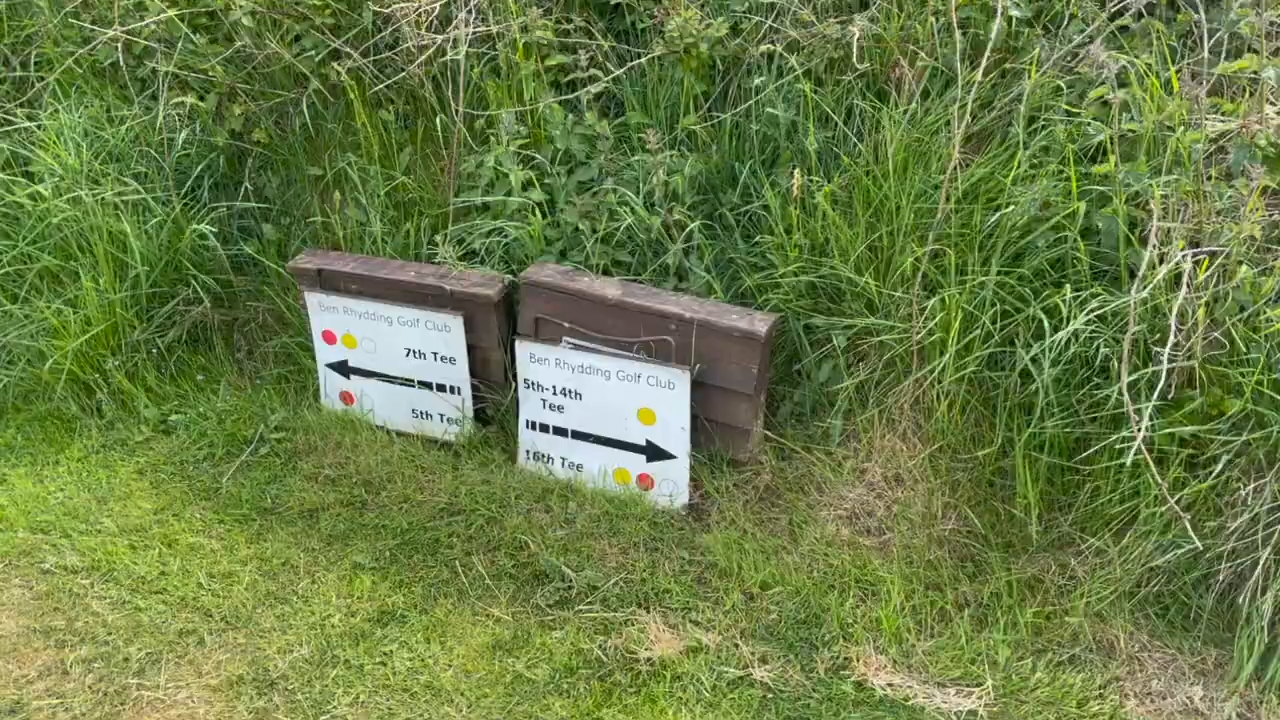 Ben Rhydding Golf Club
7th Tee
5th Tee
Ben Rhydding Golf Club
5th-14th
Tee
16th Tee